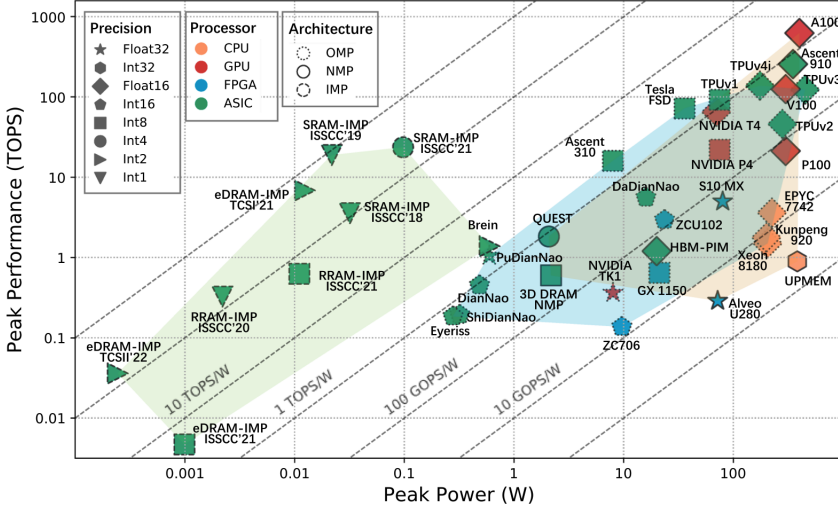 Peak Performance (TOPS)
1000
100
10
1
0.1
0.01
Precision
Float32
Int32
Float16
Int16
Int8
Int4
Int2
Int1
Processor
CPU
GPU
FPGA
ASIC
Architecture
OMP
NMP
IMP
A100
Ascent
910
TPUv4i
TPUv3
TPUv1
Tesla
FSD
V100
NVIDIA T4
TPUv2
SRAM-IMP
ISSCC'19
SRAM-IMP
ISSCC'21
Ascent
310
NVIDIA P4
P100
eDRAM-IMP
TCSI'21
DaDianNao
S10 MX
EPYC
7742
SRAM-IMP
ISSCC'18
QUEST
ZCU102
Brein
Kunpeng
920
HBM-PIM
PuDianNao
Xeon
8180
NVIDIA
TK1
RRAM-IMP
ISSCC'21
UPMEM
GX 1150
DianNao
3D DRAM
NMP
RRAM-IMP
ISSCC'20
Alveo
U280
ShiDianNao
Eyeriss
ZC706
eDRAM-IMP
TCSII'22
10 TOPS/W
1 TOPS/W
100 GOPS/W
10 GOPS/W
eDRAM-IMP
ISSCC'21
0.001
0.01
0.1
1
10
100
Peak Power (W)